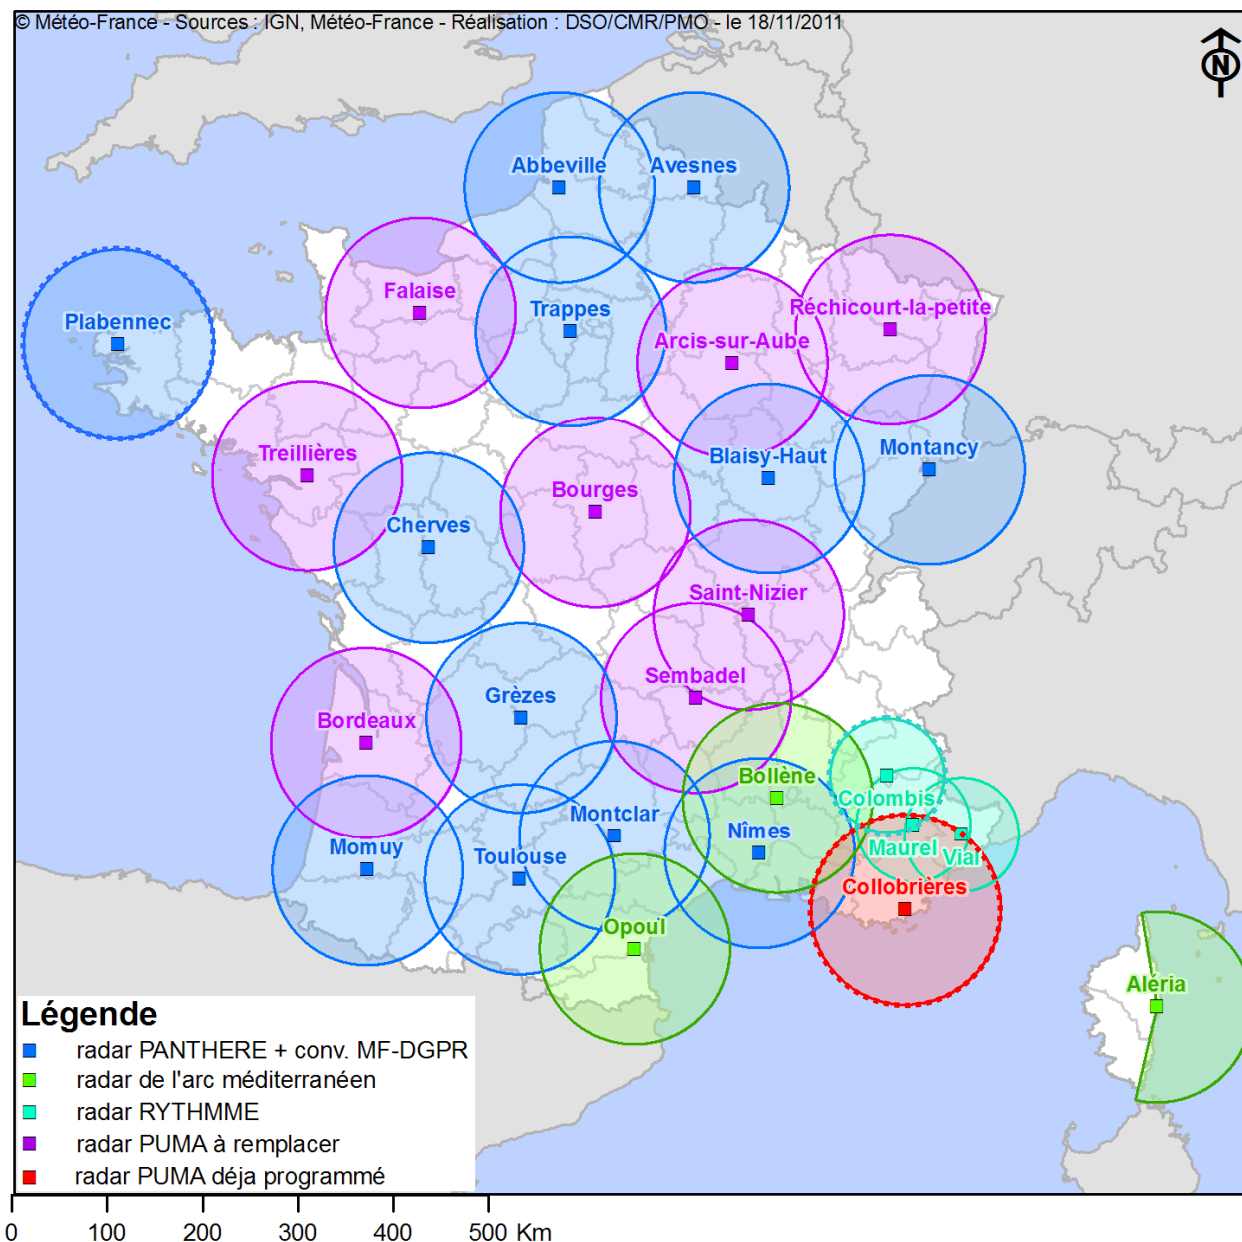 © Météo-France - Sources : IGN, Météo-France - Réalisation : DSO/CMR/PMO - le 18/11/2011
N
Abbeville
Avesnes
Falaise
Trappes
Réchicourt-la-petite
Plabennec
Arcis-sur-Aube
Treillières
Blaisy-Haut
Montancy
Bourges
Cherves
Saint-Nizier
Sembadel
Grèzes
Bordeaux
Bollène
Colombis
Montclar
Nîmes
Momuy
Toulouse
Maurel
Vial
Collobrières
Opoul
Aléria
Légende
radar PANTHERE + conv. MF-DGPR
radar de l'arc méditerranéen
radar RYTHMME
radar PUMA à remplacer
radar PUMA déja programmé
0 100 200 300 400 500 Km